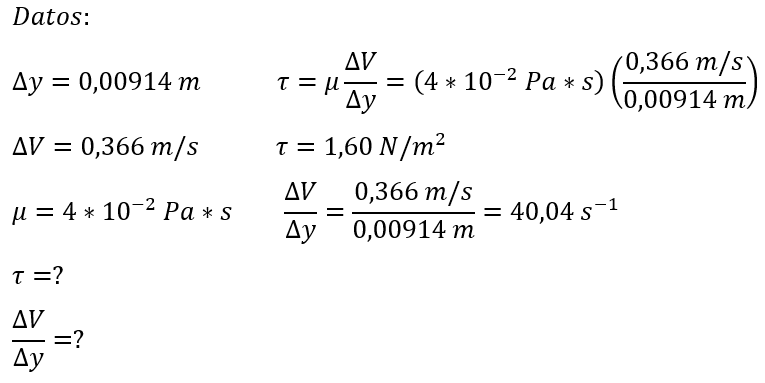 Datos:
Δy = 0,00914 m τ = μ ΔV/Δy = (4 * 10⁻² Pa * s) (0,366 m/s / 0,00914 m)
ΔV = 0,366 m/s τ = 1,60 N/m²
μ = 4 * 10⁻² Pa * s ΔV/Δy = 0,366 m/s / 0,00914 m = 40,04 s⁻¹
τ =?
ΔV/Δy =?